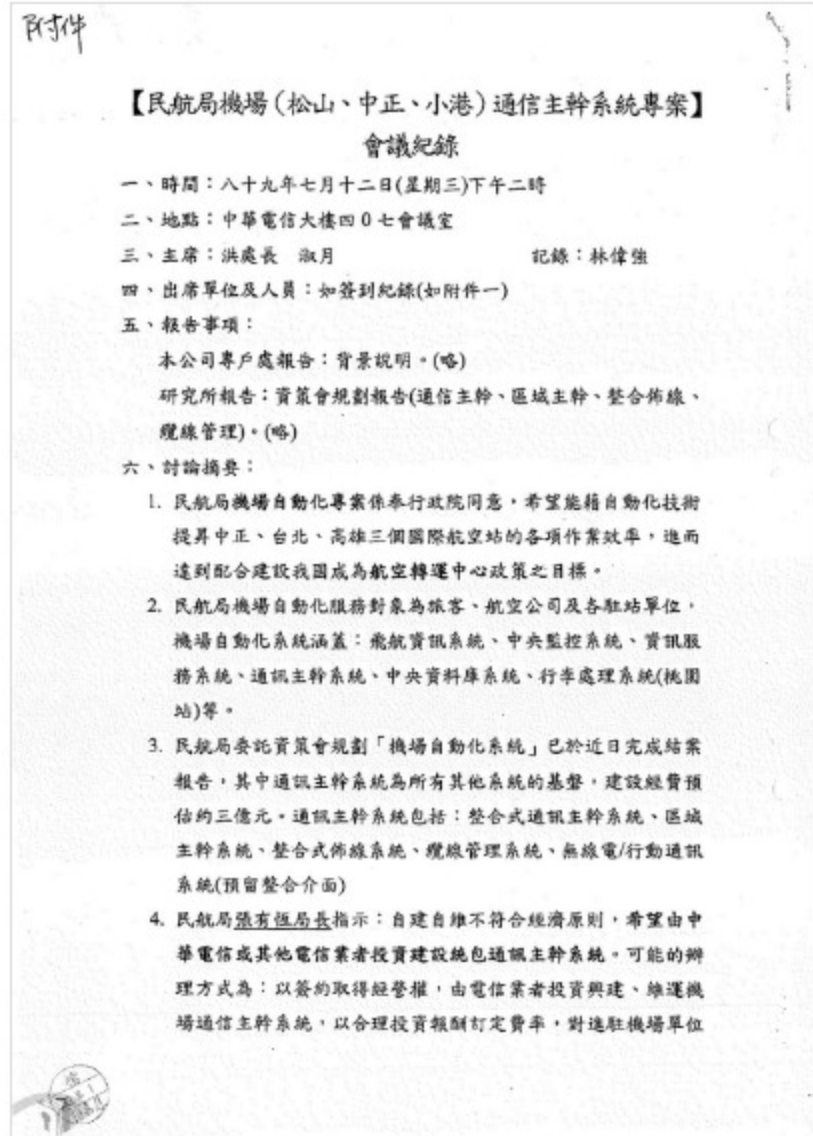 附件
【民航局機場(松山、中正、小港)通信主幹系統專案】
會議紀錄
一、時間：八十九年七月十二日(星期三)下午二時
二、地點：中華電信大樓四０七會議室
三、主席：洪處長　淑月　記錄：林偉強
四、出席單位及人員：如簽到紀錄(如附件一)
五、報告事項：
本公司專戶處報告：背景說明。(略)
研究所報告：資策會規劃報告(通信主幹、區域主幹、整合佈線、
纜線管理)。(略)
六、討論摘要：
1. 民航局機場自動化專案係奉行政院同意，希望能藉自動化技術
提昇中正、台北、高雄三個國際航空站的各項作業效率，進而
達到配合建設我國成為航空轉運中心政策之目標。
2. 民航局機場自動化服務對象為旅客、航空公司及各駐站單位，
機場自動化系統涵蓋：飛航資訊系統、中央監控系統、資訊服
務系統、通訊主幹系統、中央資料庫系統、行李處理系統(桃園
站)等。
3. 民航局委託資策會規劃「機場自動化系統」已於近日完成結案
報告，其中通訊主幹系統為所有其他系統的基盤，建設經費預
估約三億元。通訊主幹系統包括：整合式通訊主幹系統、區域
主幹系統、整合式佈線系統、纜線管理系統、無線電/行動通訊
系統(預留整合介面)
4. 民航局張有恆局長指示：自建自維不符合經濟原則，希望由中
華電信或其他電信業者投資建設統包通訊主幹系統。可能的辦
理方式為：以簽約取得經營權，由電信業者投資興建、維運機
場通信主幹系統，以合理投資報酬訂定費率，對進駐機場單位